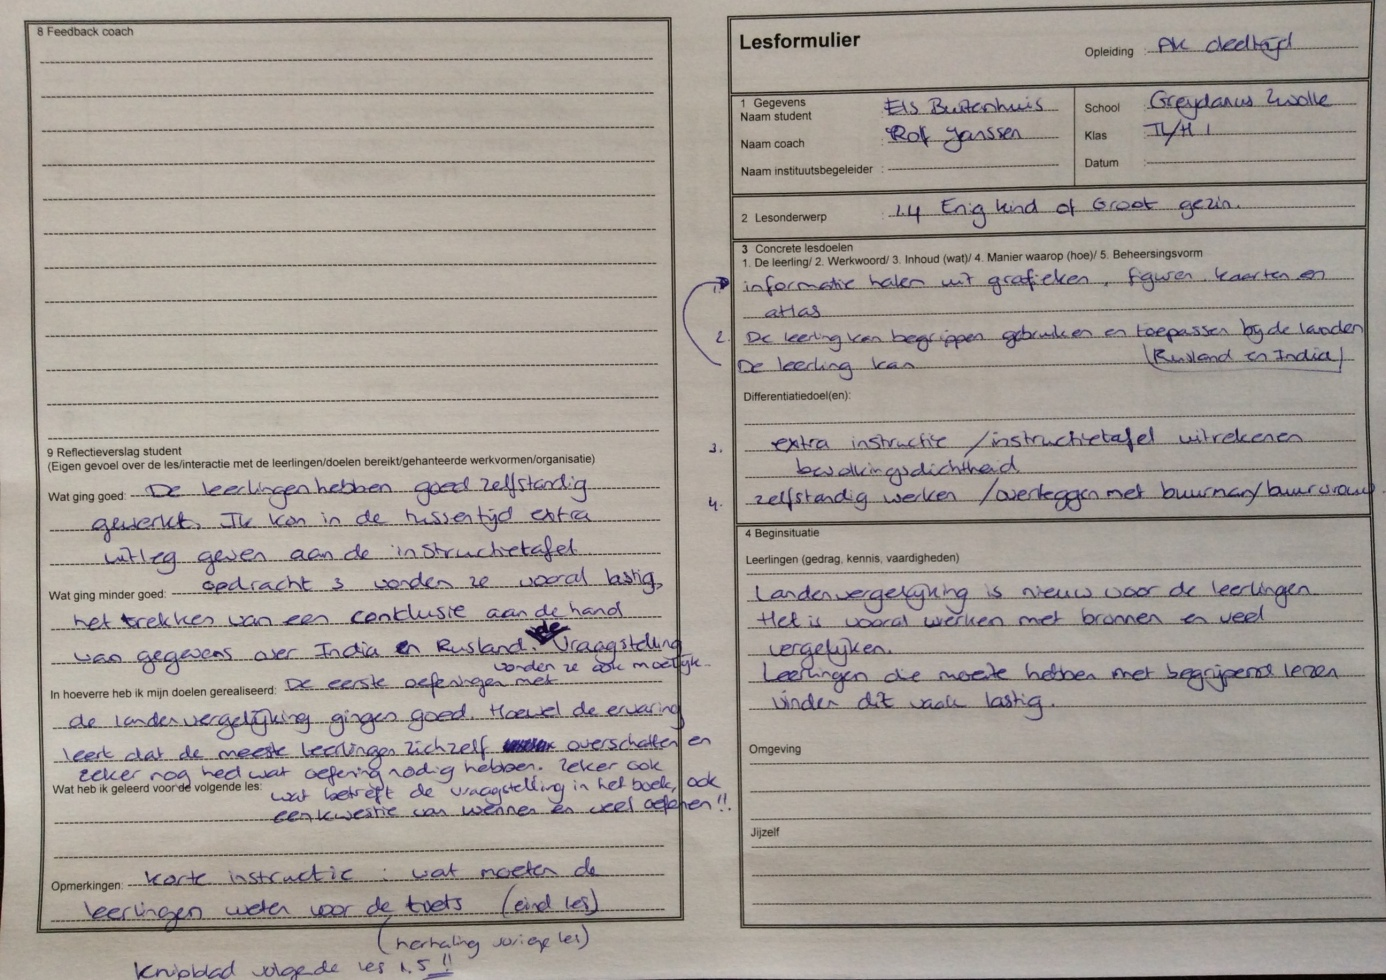 8 Feedback coach
9 Reflectieverslag student
(Eigen gevoel over de les/interactie met de leerlingen/doelen bereikt/gehanteerde werkvormen/organisatie)
Wat ging goed: De leerlingen hebben goed zelfstandig
gewerkt. Ik kon in de tussentijd extra
uitleg geven aan de instructietafel
Wat ging minder goed: opdracht 3 vonden ze vooral lastig,
het trekken van een conclusie aan de hand
van gegevens over India en Rusland. de Vraagstelling
vonden ze ook moeilijk.
In hoeverre heb ik mijn doelen gerealiseerd: De eerste oefeningen met
de landenvergelijking gingen goed. Hoewel de ervaring
leert dat de meeste leerlingen zichzelf overschatten en
zeker nog heel wat oefening nodig hebben. Zeker ook
Wat heb ik geleerd voor de volgende les: wat betreft de vraagstelling in het boek, ook
een kwestie van wennen en veel oefenen!!
Opmerkingen: korte instructie: wat moeten de
leerlingen weten voor de toets (eind les)
(herhaling vorige les)
Knipblad volgende les 1.5!!
Lesformulier
Opleiding : AK deeltijd
1 Gegevens
Naam student : Els Buitenhuis
School : Greydanus Zwolle
Naam coach : Rolf Janssen
Klas : TL/H 1
Naam instituutsbegeleider :
Datum :
2 Lesonderwerp : 1.4 Enig kind of Groot gezin.
3 Concrete lesdoelen
1. De leerling/ 2. Werkwoord/ 3. Inhoud (wat)/ 4. Manier waarop (hoe)/ 5. Beheersingsvorm
1. informatie halen uit grafieken, figuren, kaarten en
atlas
2. De leerling kan begrippen gebruiken en toepassen bij de landen
De leerling kan (Rusland en India)
Differentiatiedoel(en):
3. extra instructie /instructietafel uitrekenen
bevolkingsdichtheid
4. zelfstandig werken /overleggen met buurman/buurvrouw.
4 Beginsituatie
Leerlingen (gedrag, kennis, vaardigheden)
Landenvergelijking is nieuw voor de leerlingen.
Het is vooral werken met bronnen en veel
vergelijken.
Leerlingen die moeite hebben met begrijpend lezen
vinden dit vaak lastig.
Omgeving
Jijzelf